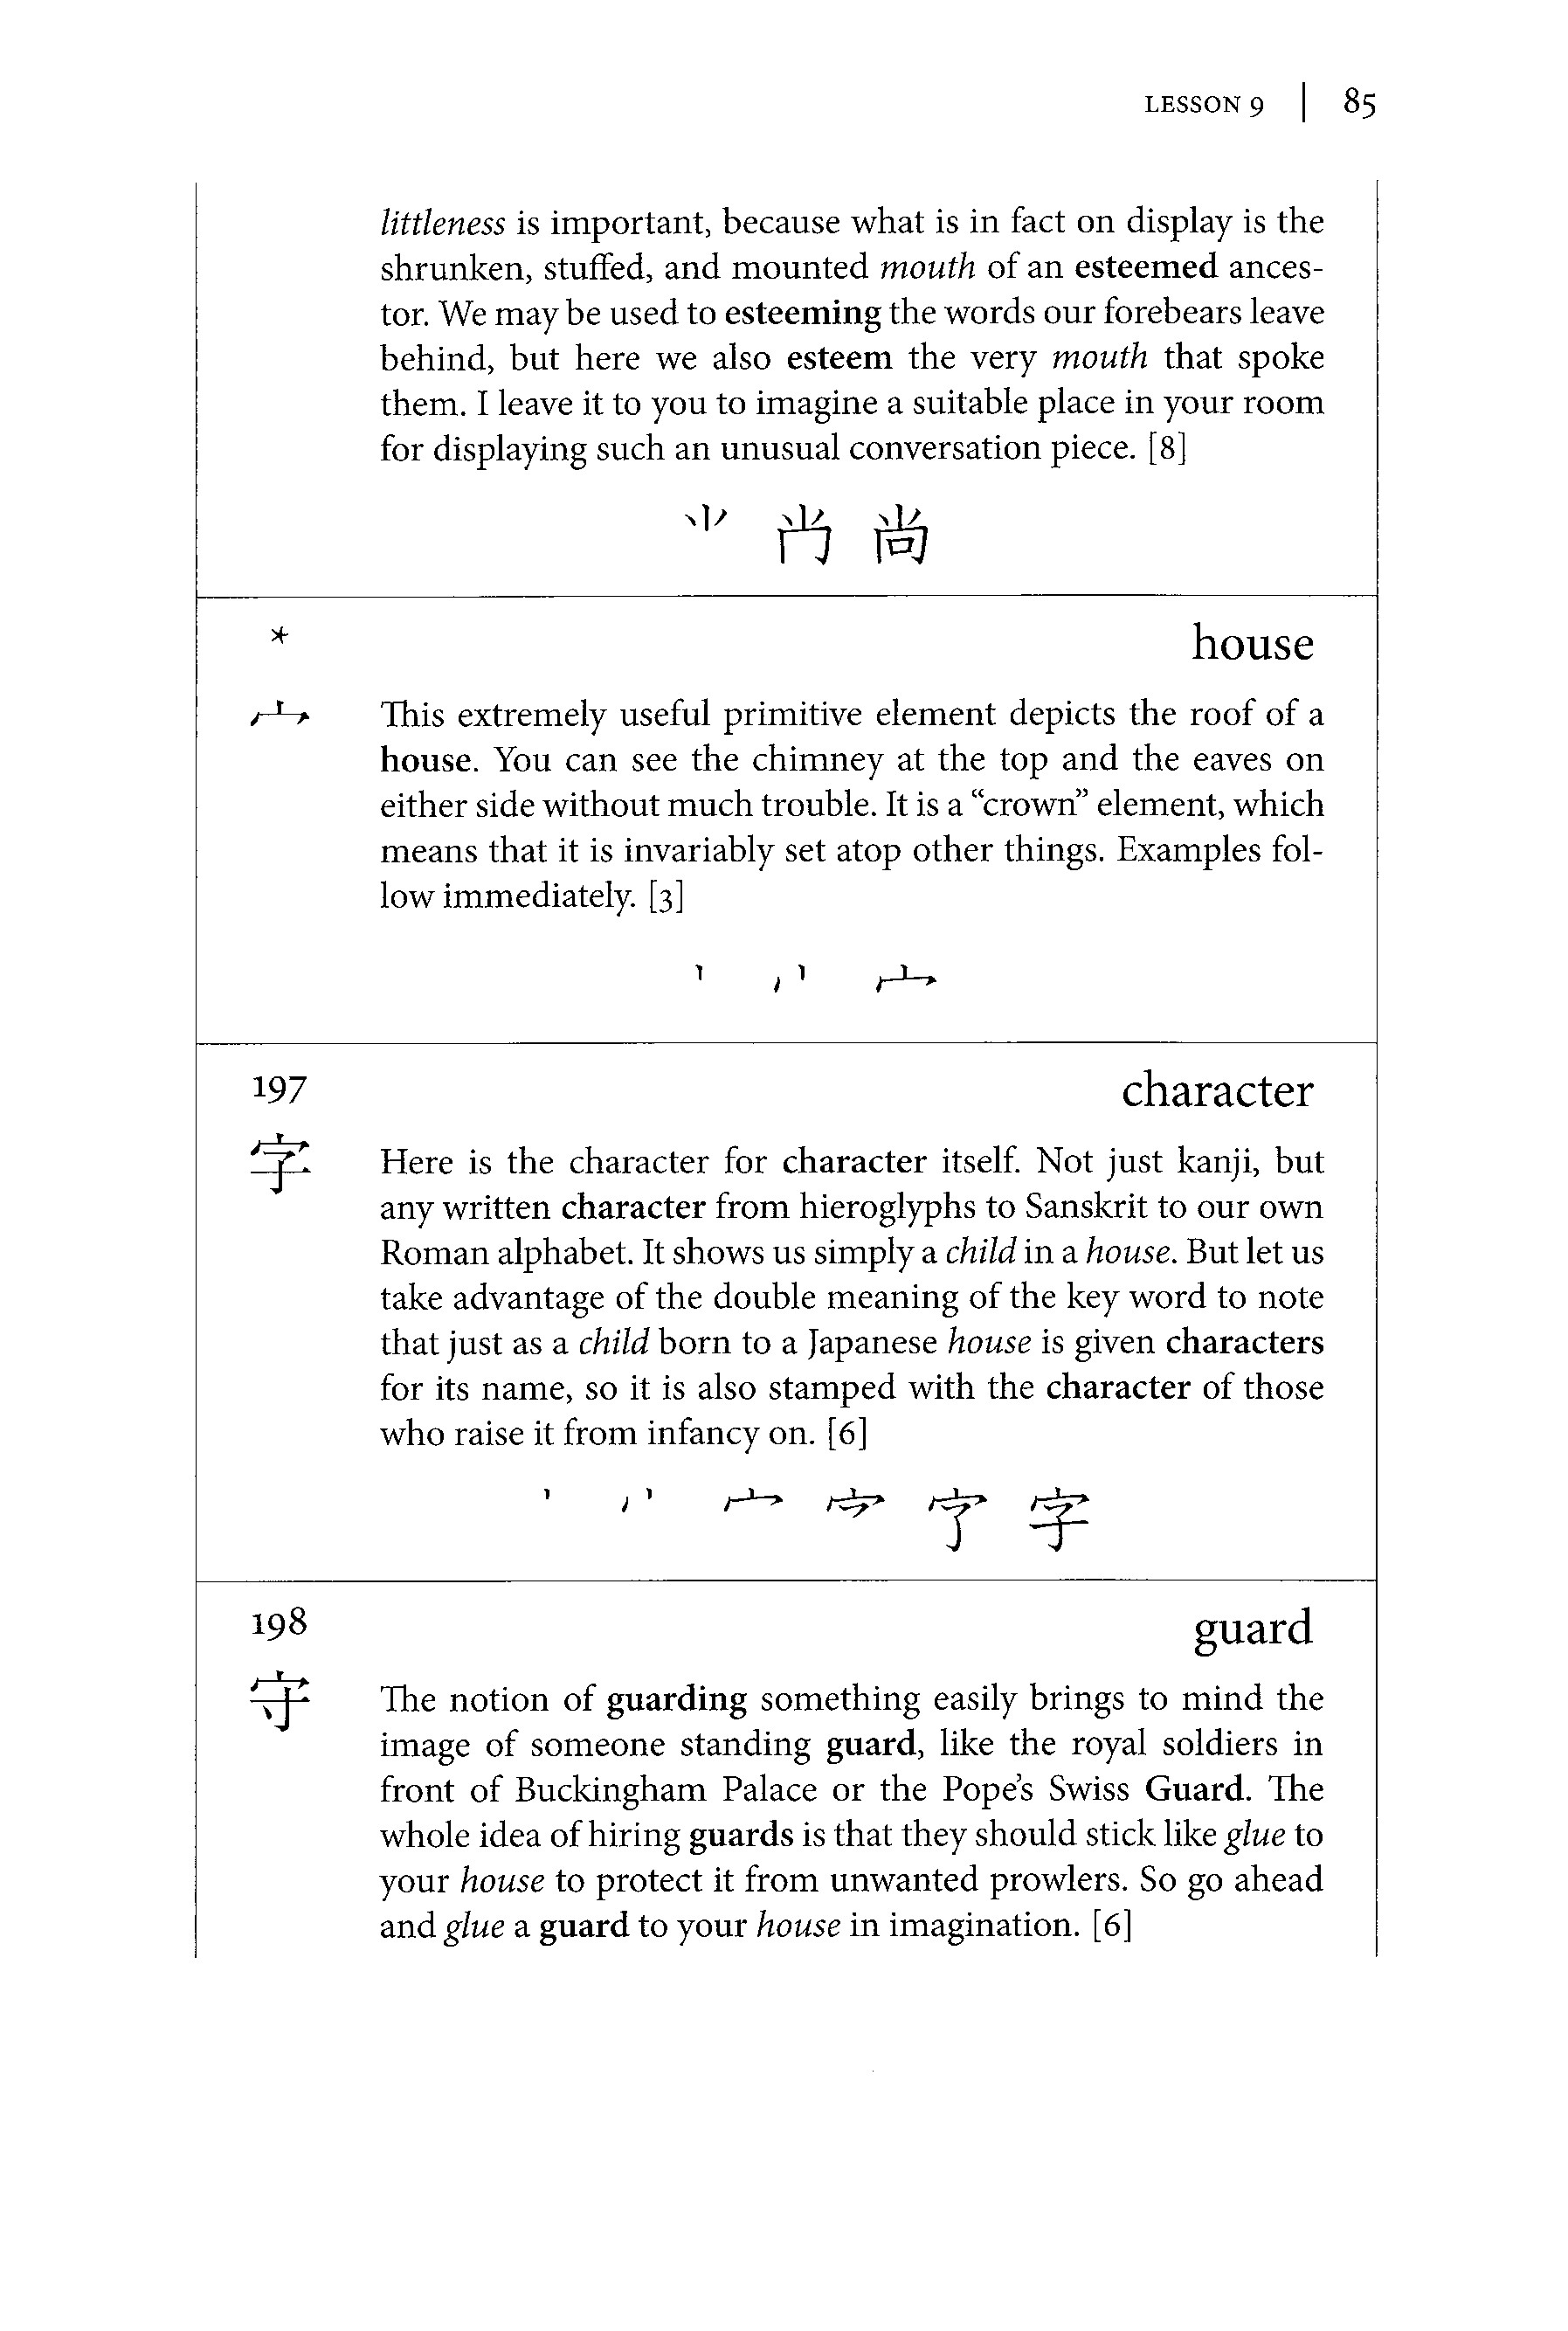 LESSON 9 | 85
littleness is important, because what is in fact on display is the
shrunken, stuffed, and mounted mouth of an esteemed ances-
tor. We may be used to esteeming the words our forebears leave
behind, but here we also esteem the very mouth that spoke
them. I leave it to you to imagine a suitable place in your room
for displaying such an unusual conversation piece. [8]
⺌ 尚
* house
宀 This extremely useful primitive element depicts the roof of a
house. You can see the chimney at the top and the eaves on
either side without much trouble. It is a “crown” element, which
means that it is invariably set atop other things. Examples fol-
low immediately. [3]
丶 宀
197 character
字 Here is the character for character itself. Not just kanji, but
any written character from hieroglyphs to Sanskrit to our own
Roman alphabet. It shows us simply a child in a house. But let us
take advantage of the double meaning of the key word to note
that just as a child born to a Japanese house is given characters
for its name, so it is also stamped with the character of those
who raise it from infancy on. [6]
丶 宀 字
198 guard
守 The notion of guarding something easily brings to mind the
image of someone standing guard, like the royal soldiers in
front of Buckingham Palace or the Pope’s Swiss Guard. The
whole idea of hiring guards is that they should stick like glue to
your house to protect it from unwanted prowlers. So go ahead
and glue a guard to your house in imagination. [6]